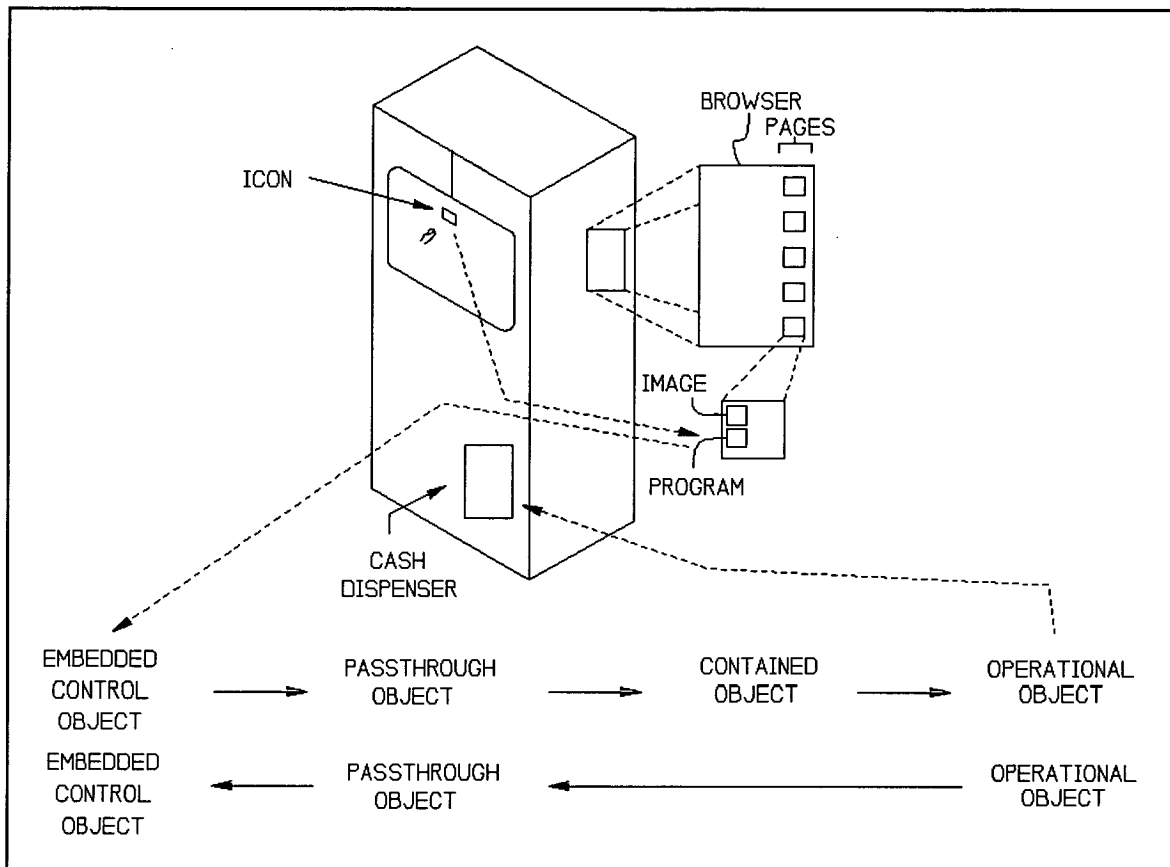 BROWSER
PAGES
ICON
IMAGE
PROGRAM
CASH
DISPENSER
EMBEDDED
CONTROL
OBJECT
PASSTHROUGH
OBJECT
CONTAINED
OBJECT
OPERATIONAL
OBJECT
EMBEDDED
CONTROL
OBJECT
PASSTHROUGH
OBJECT
OPERATIONAL
OBJECT